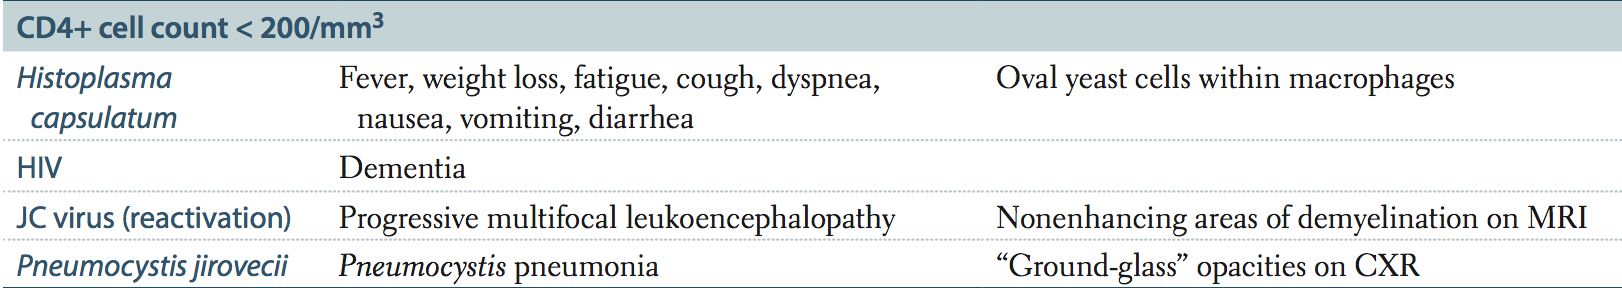 CD4+ cell count < 200/mm³
Histoplasma capsulatum Fever, weight loss, fatigue, cough, dyspnea, nausea, vomiting, diarrhea Oval yeast cells within macrophages
HIV Dementia
JC virus (reactivation) Progressive multifocal leukoencephalopathy Nonenhancing areas of demyelination on MRI
Pneumocystis jirovecii Pneumocystis pneumonia “Ground-glass” opacities on CXR